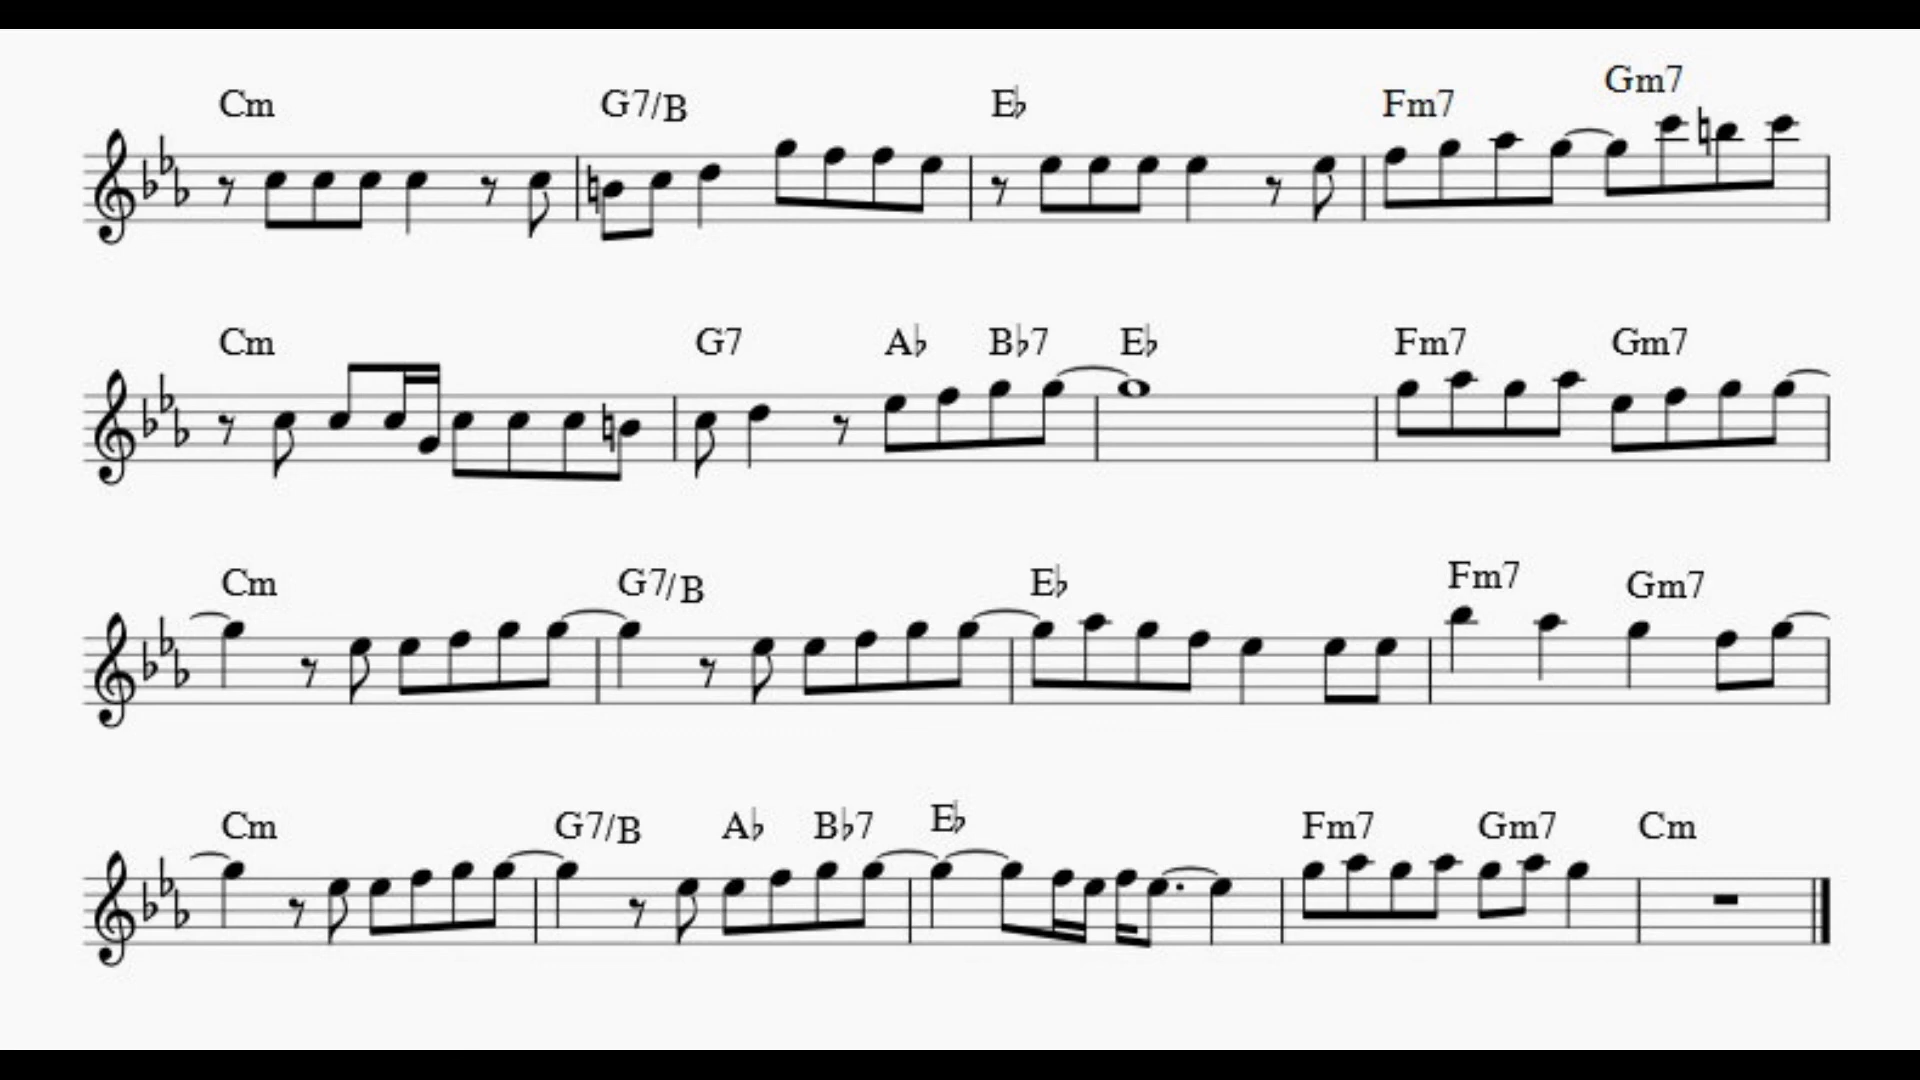 Cm G7/B E♭ Fm7 Gm7
Cm G7 A♭ B♭7 E♭ Fm7 Gm7
Cm G7/B E♭ Fm7 Gm7
Cm G7/B A♭ B♭7 E♭ Fm7 Gm7 Cm